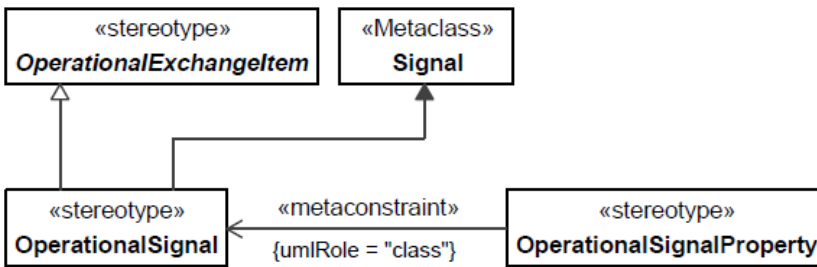 «stereotype»
OperationalExchangeItem
«Metaclass»
Signal
«stereotype»
OperationalSignal
«metaconstraint»
{umlRole = "class"}
«stereotype»
OperationalSignalProperty